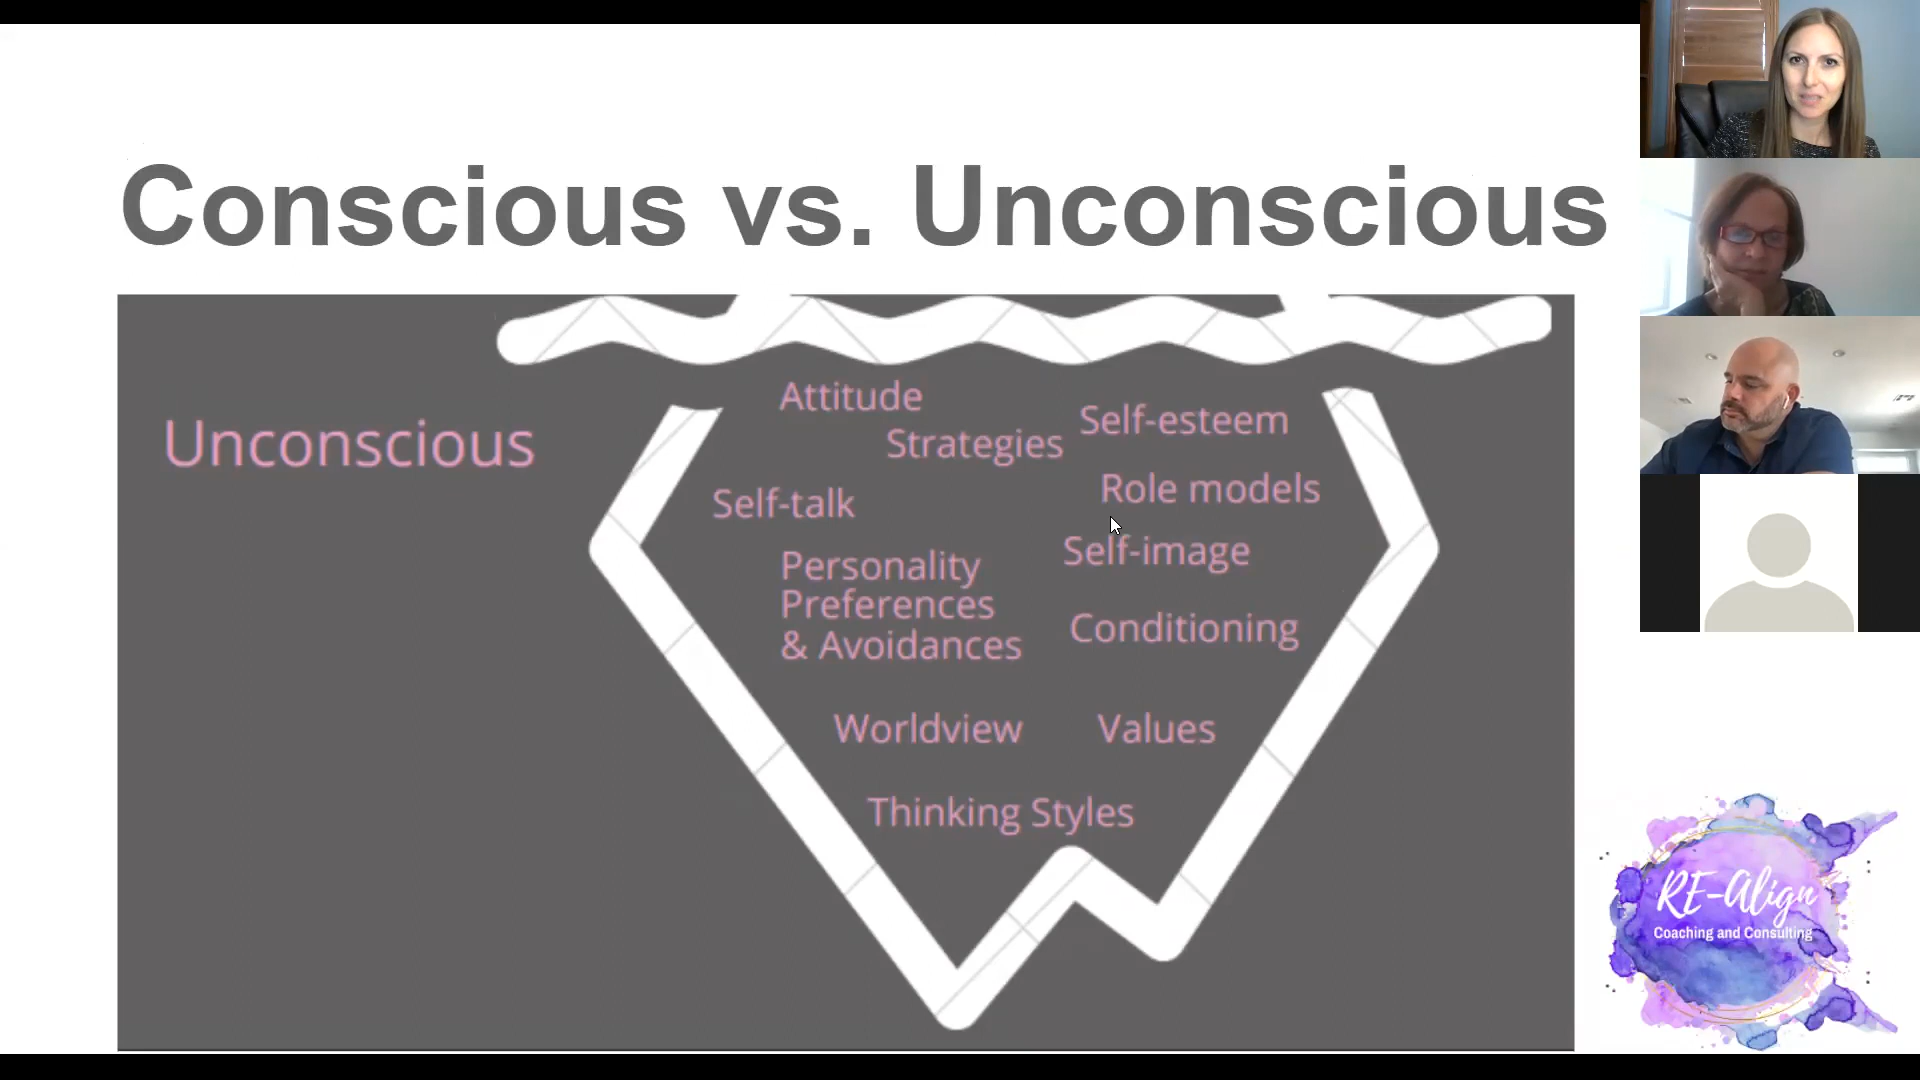 Conscious vs. Unconscious
Unconscious
Attitude
Self-esteem
Strategies
Role models
Self-talk
Self-image
Personality
Preferences
& Avoidances
Conditioning
Worldview
Values
Thinking Styles
RE-Align
Coaching and Consulting